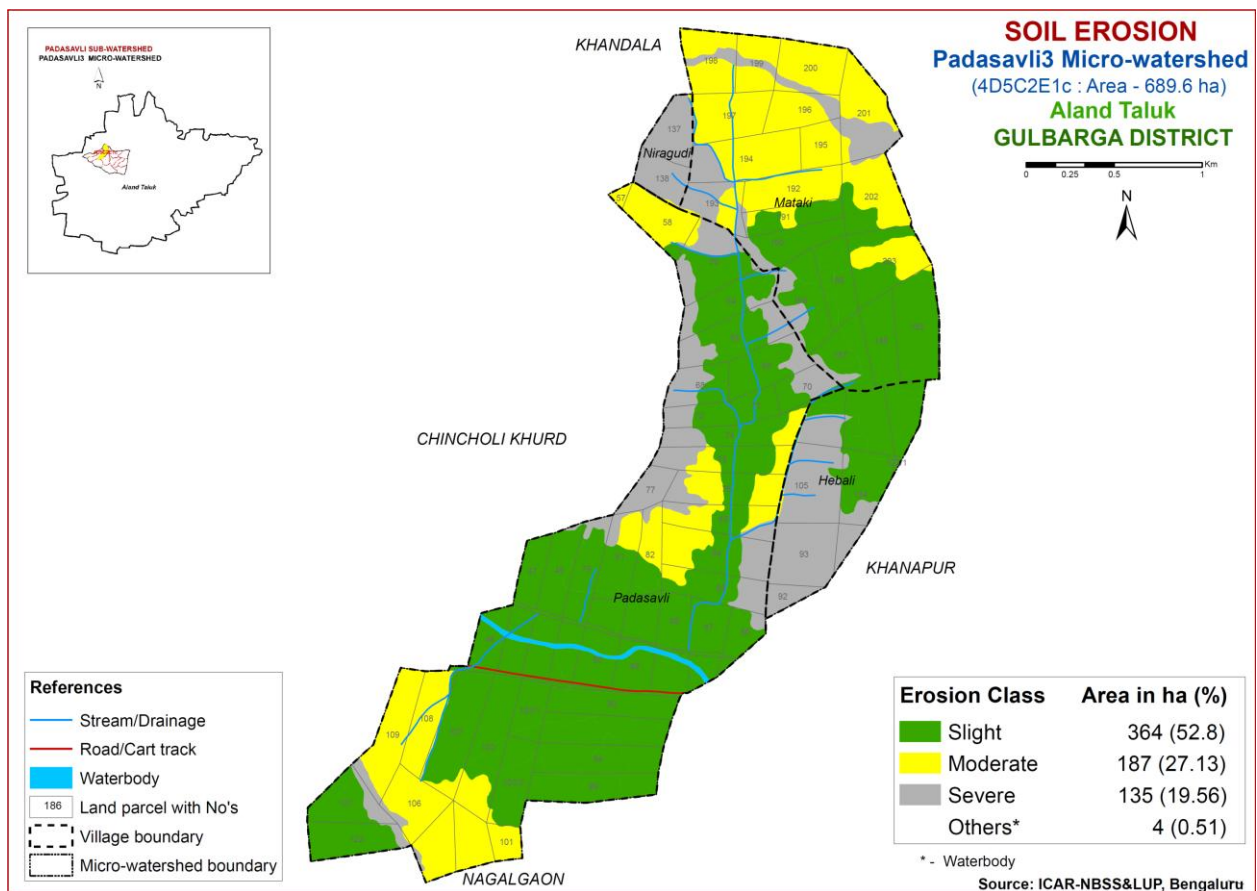 PADASAVLI SUB-WATERSHED
PADASAVLI3 MICRO-WATERSHED
N
Aland Taluk
SOIL EROSION
Padasavli3 Micro-watershed
(4D5C2E1c : Area - 689.6 ha)
Aland Taluk
GULBARGA DISTRICT
Km
0 0.25 0.5 1
N
KHANDALA
198 199 200
196 201
197
137 195
Niragudi 194
138 192 202
57 193 Mataki
58 191
203
70
CHINCHOLI KHURD
77 105 Hebali
82 93
KHANAPUR
92
Padasavli
108
109
106
101
NAGALGAON
References
Stream/Drainage
Road/Cart track
Waterbody
186 Land parcel with No's
Village boundary
Micro-watershed boundary
Erosion Class Area in ha (%)
Slight 364 (52.8)
Moderate 187 (27.13)
Severe 135 (19.56)
Others* 4 (0.51)
* - Waterbody
Source: ICAR-NBSS&LUP, Bengaluru